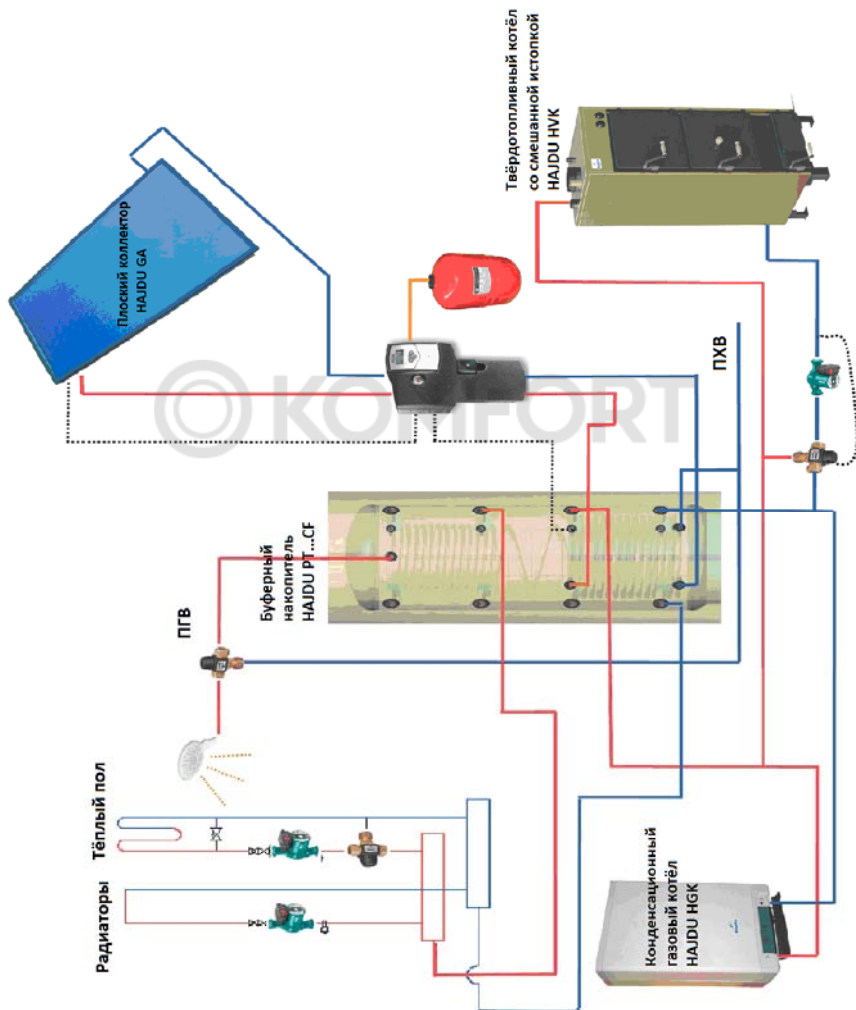 Плоский коллектор
HAJDU GA
Твёрдотопливный котёл
со смешанной истопкой
HAJDU HVK
© KOMFORT
ПХВ
Буферный
накопитель
HAJDU PT...CF
ПГВ
Тёплый пол
Радиаторы
Конденсационный
газовый котёл
HAJDU HGK